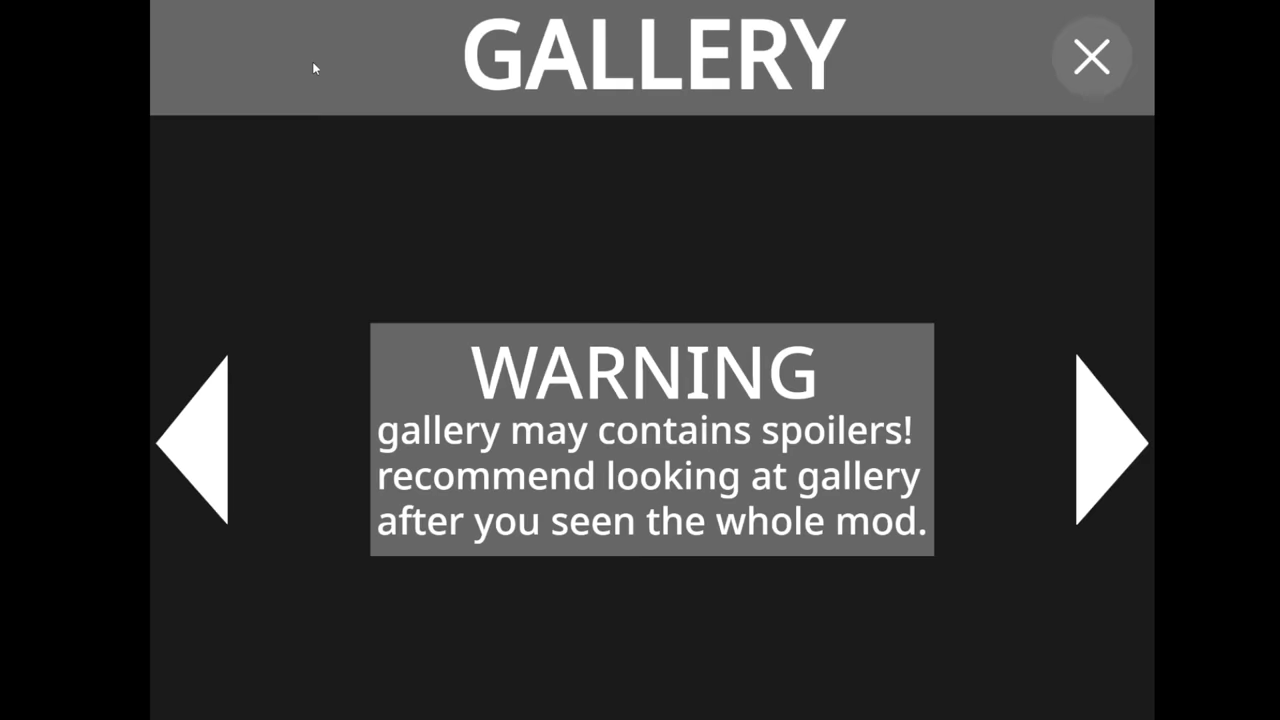 GALLERY
WARNING
gallery may contains spoilers!
recommend looking at gallery
after you seen the whole mod.